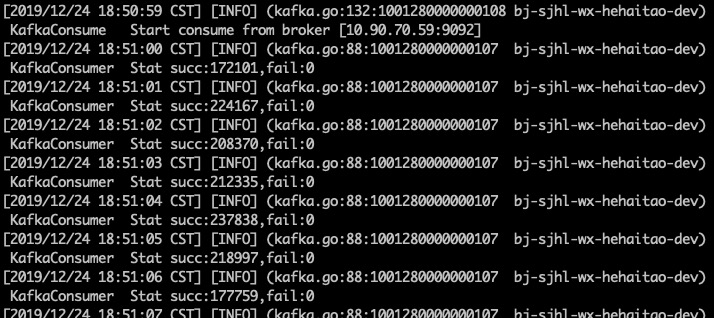 [2019/12/24 18:50:59 CST] [INFO] (kafka.go:132:1001280000000108 bj-sjhl-wx-hehaitao-dev)
KafkaConsume   Start consume from broker [10.90.70.59:9092]
[2019/12/24 18:51:00 CST] [INFO] (kafka.go:88:1001280000000107  bj-sjhl-wx-hehaitao-dev)
KafkaConsumer  Stat succ:172101,fail:0
[2019/12/24 18:51:01 CST] [INFO] (kafka.go:88:1001280000000107  bj-sjhl-wx-hehaitao-dev)
KafkaConsumer  Stat succ:224167,fail:0
[2019/12/24 18:51:02 CST] [INFO] (kafka.go:88:1001280000000107  bj-sjhl-wx-hehaitao-dev)
KafkaConsumer  Stat succ:208370,fail:0
[2019/12/24 18:51:03 CST] [INFO] (kafka.go:88:1001280000000107  bj-sjhl-wx-hehaitao-dev)
KafkaConsumer  Stat succ:212335,fail:0
[2019/12/24 18:51:04 CST] [INFO] (kafka.go:88:1001280000000107  bj-sjhl-wx-hehaitao-dev)
KafkaConsumer  Stat succ:237838,fail:0
[2019/12/24 18:51:05 CST] [INFO] (kafka.go:88:1001280000000107  bj-sjhl-wx-hehaitao-dev)
KafkaConsumer  Stat succ:218997,fail:0
[2019/12/24 18:51:06 CST] [INFO] (kafka.go:88:1001280000000107  bj-sjhl-wx-hehaitao-dev)
KafkaConsumer  Stat succ:177759,fail:0
[2019/12/24 18:51:07 CST] [INFO] (kafka.go:88:1001280000000107  bj-sjhl-wx-hehaitao-dev)